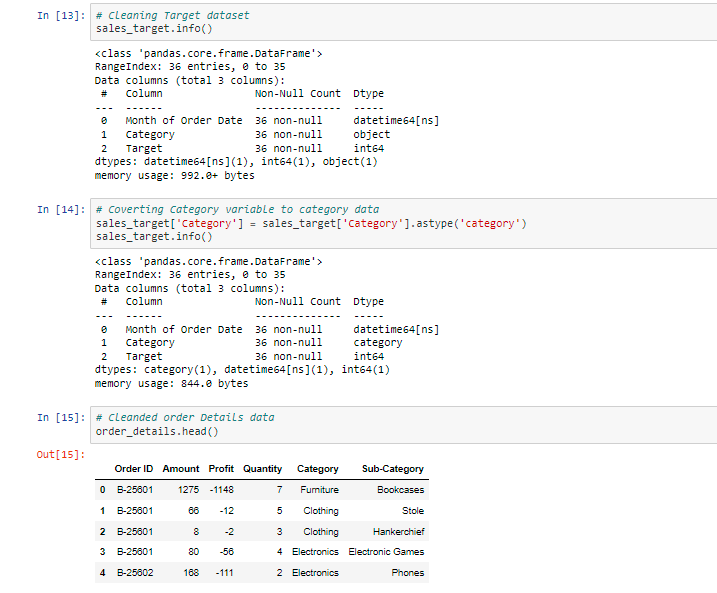 In [13]: # Cleaning Target dataset
sales_target.info()
<class 'pandas.core.frame.DataFrame'>
RangeIndex: 36 entries, 0 to 35
Data columns (total 3 columns):
# Column Non-Null Count Dtype
--- ------ -------------- -----
0 Month of Order Date 36 non-null datetime64[ns]
1 Category 36 non-null object
2 Target 36 non-null int64
dtypes: datetime64[ns](1), int64(1), object(1)
memory usage: 992.0+ bytes
In [14]: # Coverting Category variable to category data
sales_target['Category'] = sales_target['Category'].astype('category')
sales_target.info()
<class 'pandas.core.frame.DataFrame'>
RangeIndex: 36 entries, 0 to 35
Data columns (total 3 columns):
# Column Non-Null Count Dtype
--- ------ -------------- -----
0 Month of Order Date 36 non-null datetime64[ns]
1 Category 36 non-null category
2 Target 36 non-null int64
dtypes: category(1), datetime64[ns](1), int64(1)
memory usage: 844.0 bytes
In [15]: # Cleanded order Details data
order_details.head()
Out[15]:
Order ID Amount Profit Quantity Category Sub-Category
0 B-25601 1275 -1148 7 Furniture Bookcases
1 B-25601 66 -12 5 Clothing Stole
2 B-25601 8 -2 3 Clothing Hankerchief
3 B-25601 80 -56 4 Electronics Electronic Games
4 B-25602 168 -111 2 Electronics Phones